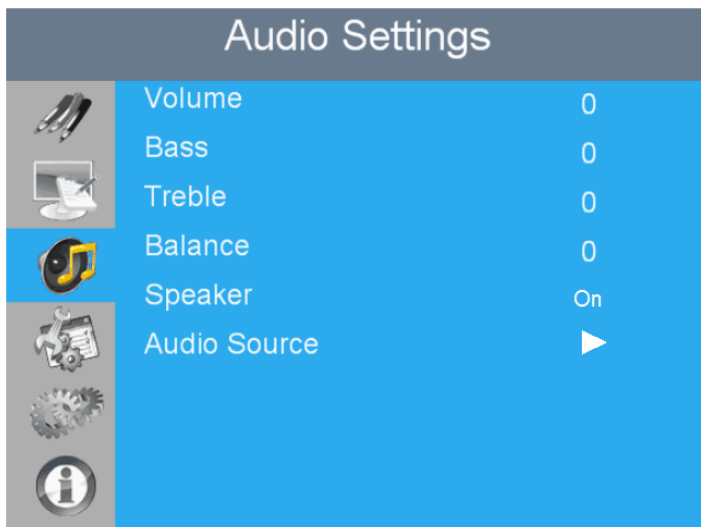 Audio Settings
Volume 0
Bass 0
Treble 0
Balance 0
Speaker On
Audio Source